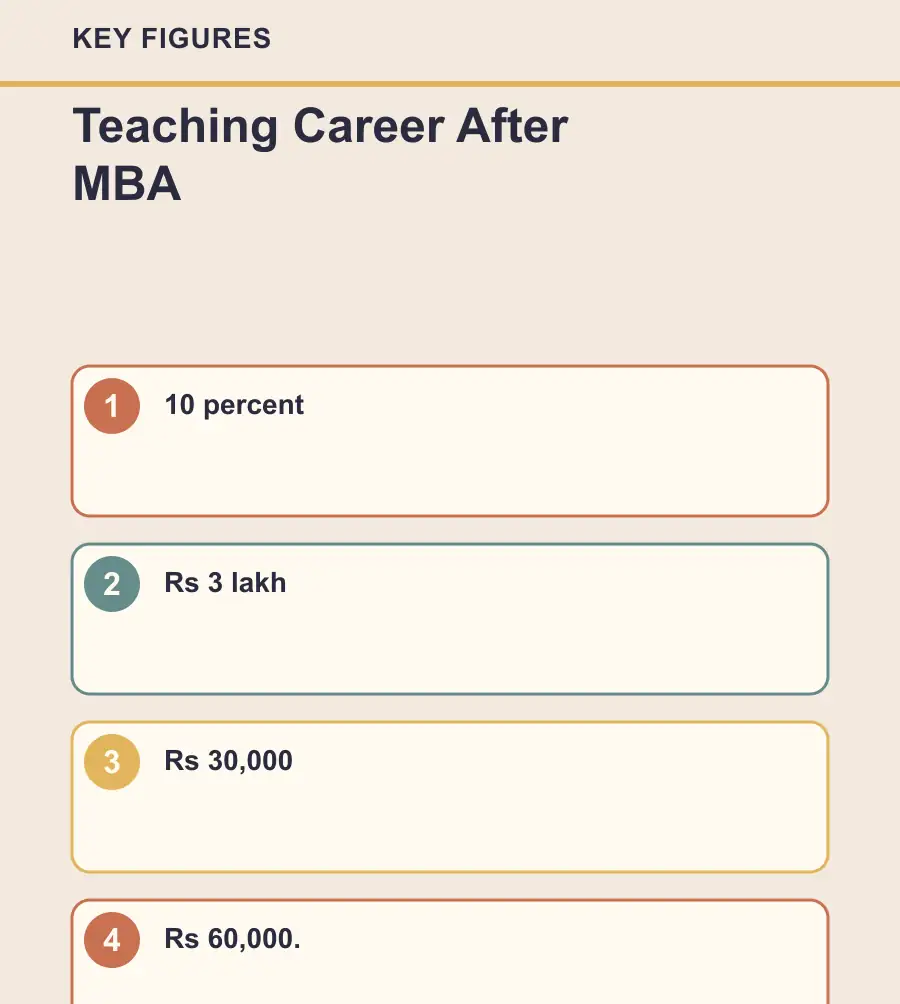 KEY FIGURES
Teaching Career After
MBA
1
10 percent
2
Rs 3 lakh
3
Rs 30,000
4
Rs 60,000.